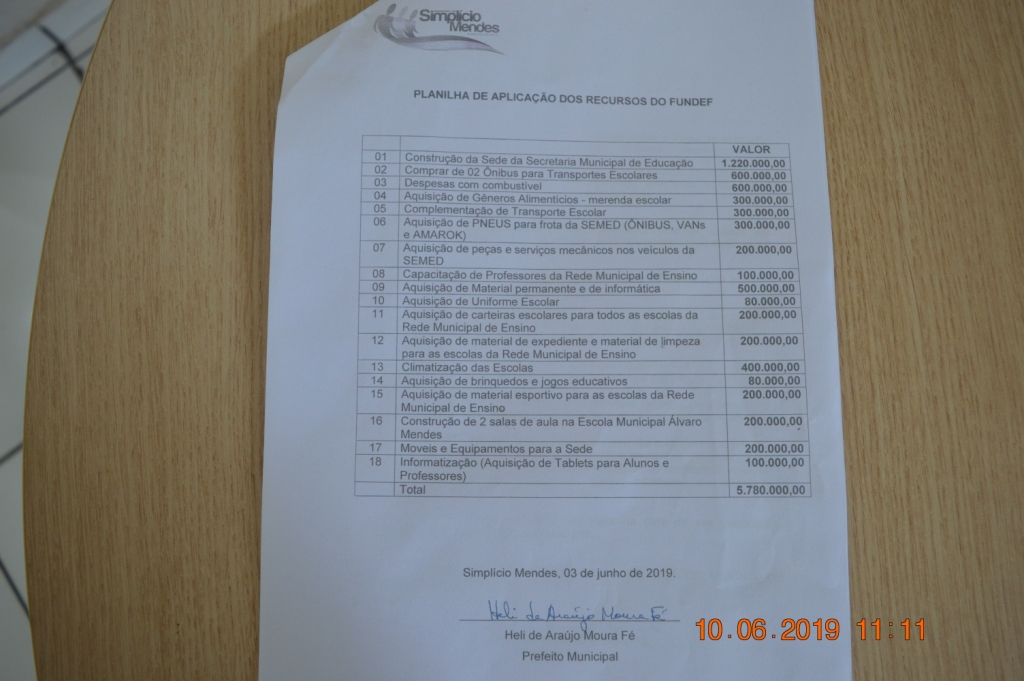 Simplício
Mendes
PLANILHA DE APLICAÇÃO DOS RECURSOS DO FUNDEF
VALOR
01 Construção da Sede da Secretaria Municipal de Educação 1.220.000,00
02 Comprar de 02 Ônibus para Transportes Escolares 600.000,00
03 Despesas com combustível 600.000,00
04 Aquisição de Gêneros Alimentícios - merenda escolar 300.000,00
05 Complementação de Transporte Escolar 300.000,00
06 Aquisição de PNEUS para frota da SEMED (ÔNIBUS, VANs 300.000,00
e AMAROK)
07 Aquisição de peças e serviços mecânicos nos veículos da 200.000,00
SEMED
08 Capacitação de Professores da Rede Municipal de Ensino 100.000,00
09 Aquisição de Material permanente e de informática 500.000,00
10 Aquisição de Uniforme Escolar 80.000,00
11 Aquisição de carteiras escolares para todos as escolas da 200.000,00
Rede Municipal de Ensino
12 Aquisição de material de expediente e material de limpeza 200.000,00
para as escolas da Rede Municipal de Ensino
13 Climatização das Escolas 400.000,00
14 Aquisição de brinquedos e jogos educativos 80.000,00
15 Aquisição de material esportivo para as escolas da Rede 200.000,00
Municipal de Ensino
16 Construção de 2 salas de aula na Escola Municipal Álvaro 200.000,00
Mendes
17 Moveis e Equipamentos para a Sede 200.000,00
18 Informatização (Aquisição de Tablets para Alunos e 100.000,00
Professores)
Total 5.780.000,00
Simplício Mendes, 03 de junho de 2019.
Heli de Araújo Moura Fé
Heli de Araújo Moura Fé
Prefeito Municipal
10.06.2019 11:11